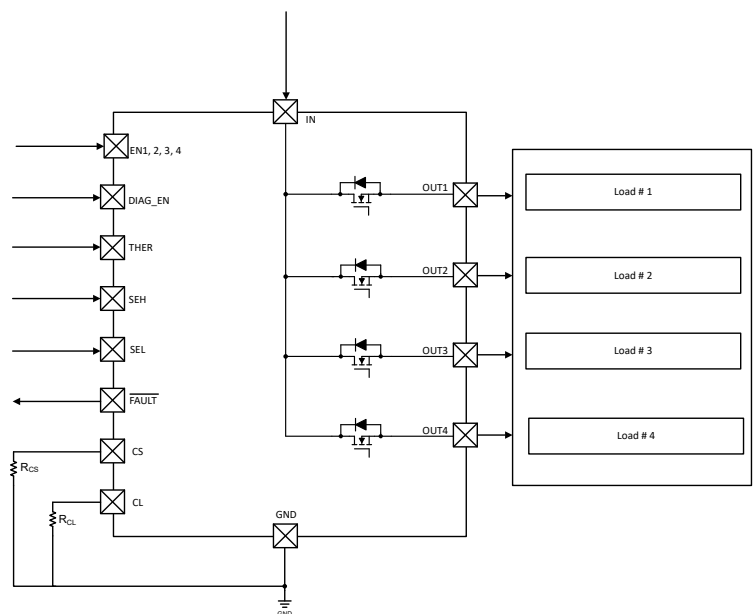 IN
EN1, 2, 3, 4
DIAG_EN
THER
SEH
SEL
FAULT
CS
CL
RCS
RCL
OUT1
OUT2
OUT3
OUT4
Load # 1
Load # 2
Load # 3
Load # 4
GND
GND